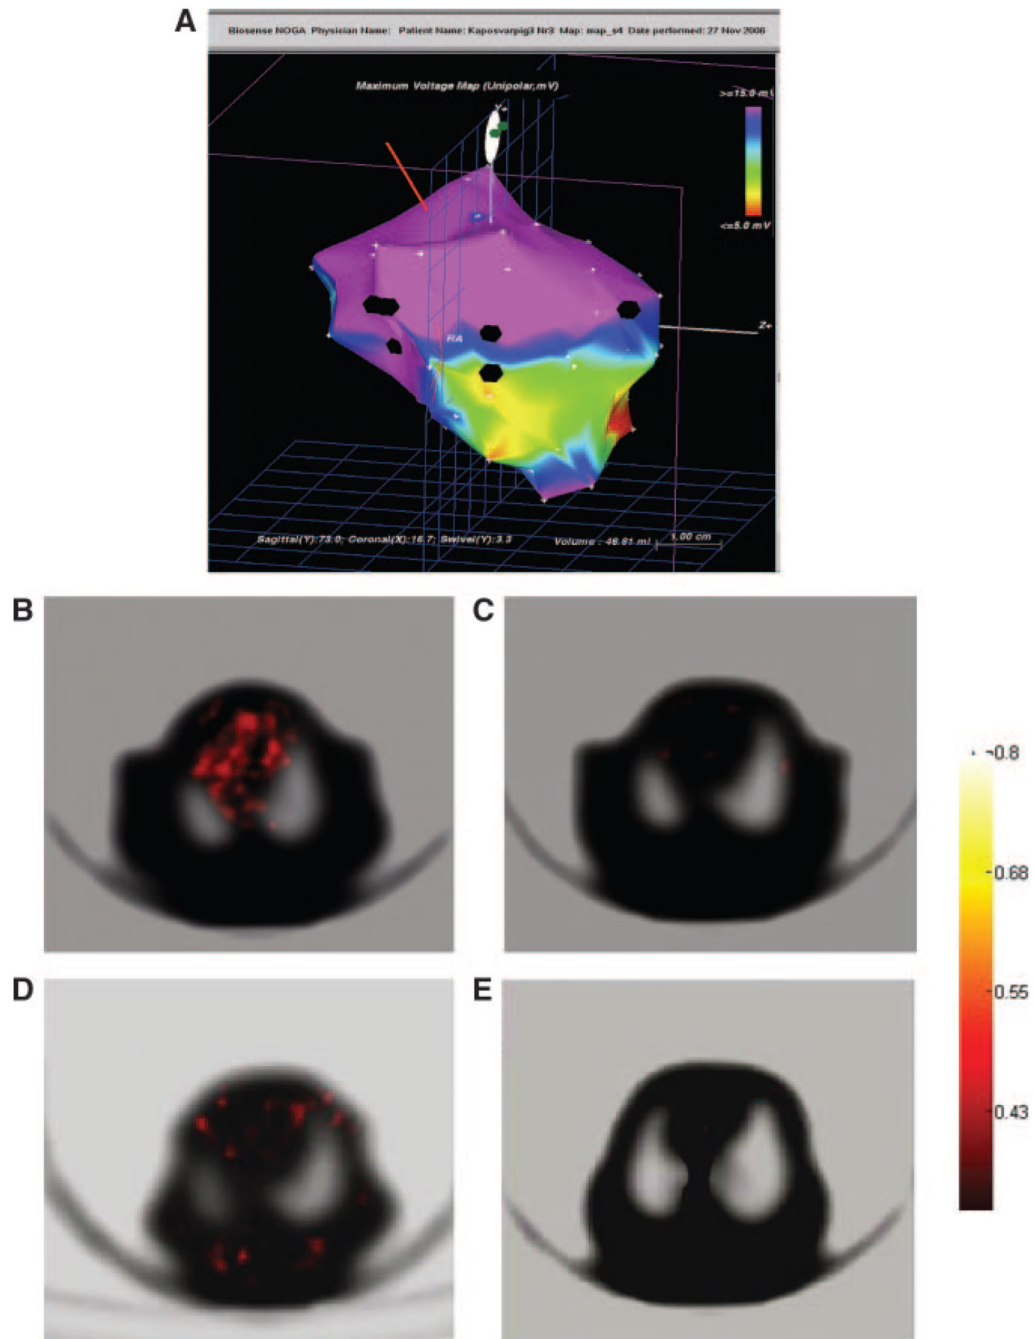 A
Biosense NOGA Physician Name: Patient Name: Kaposvarpig3 Nr3 Map: map_s4 Date performed: 27 Nov 2006
Maximum Voltage Map (Unipolar,mV)
>=15.0 mV
Y+
<=5.0 mV
Z+
RA
Sagittal(Y):73.0; Coronal(X):16.7; Swivel(Y):3.3
Volume : 48.81 ml
1.00 cm
B
C
0.8
0.68
0.55
0.43
D
E